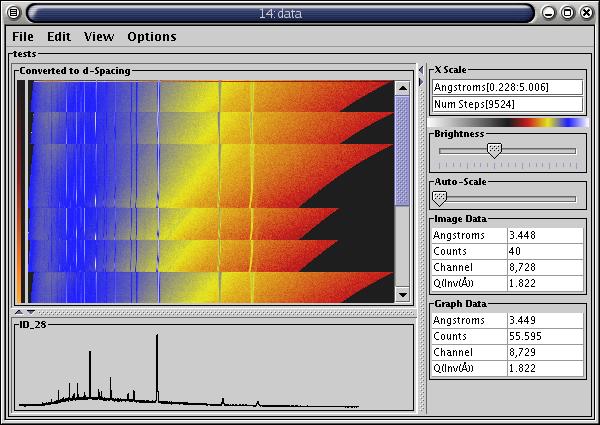 14:data
File Edit View Options
tests
Converted to d-Spacing
X Scale
Angstroms[0.228:5.006]
Num Steps[9524]
Brightness
Auto-Scale
Image Data
Angstroms 3.448
Counts 40
Channel 8,728
Q(Inv(Å)) 1.822
ID_28
Graph Data
Angstroms 3.449
Counts 55.595
Channel 8,729
Q(Inv(Å)) 1.822